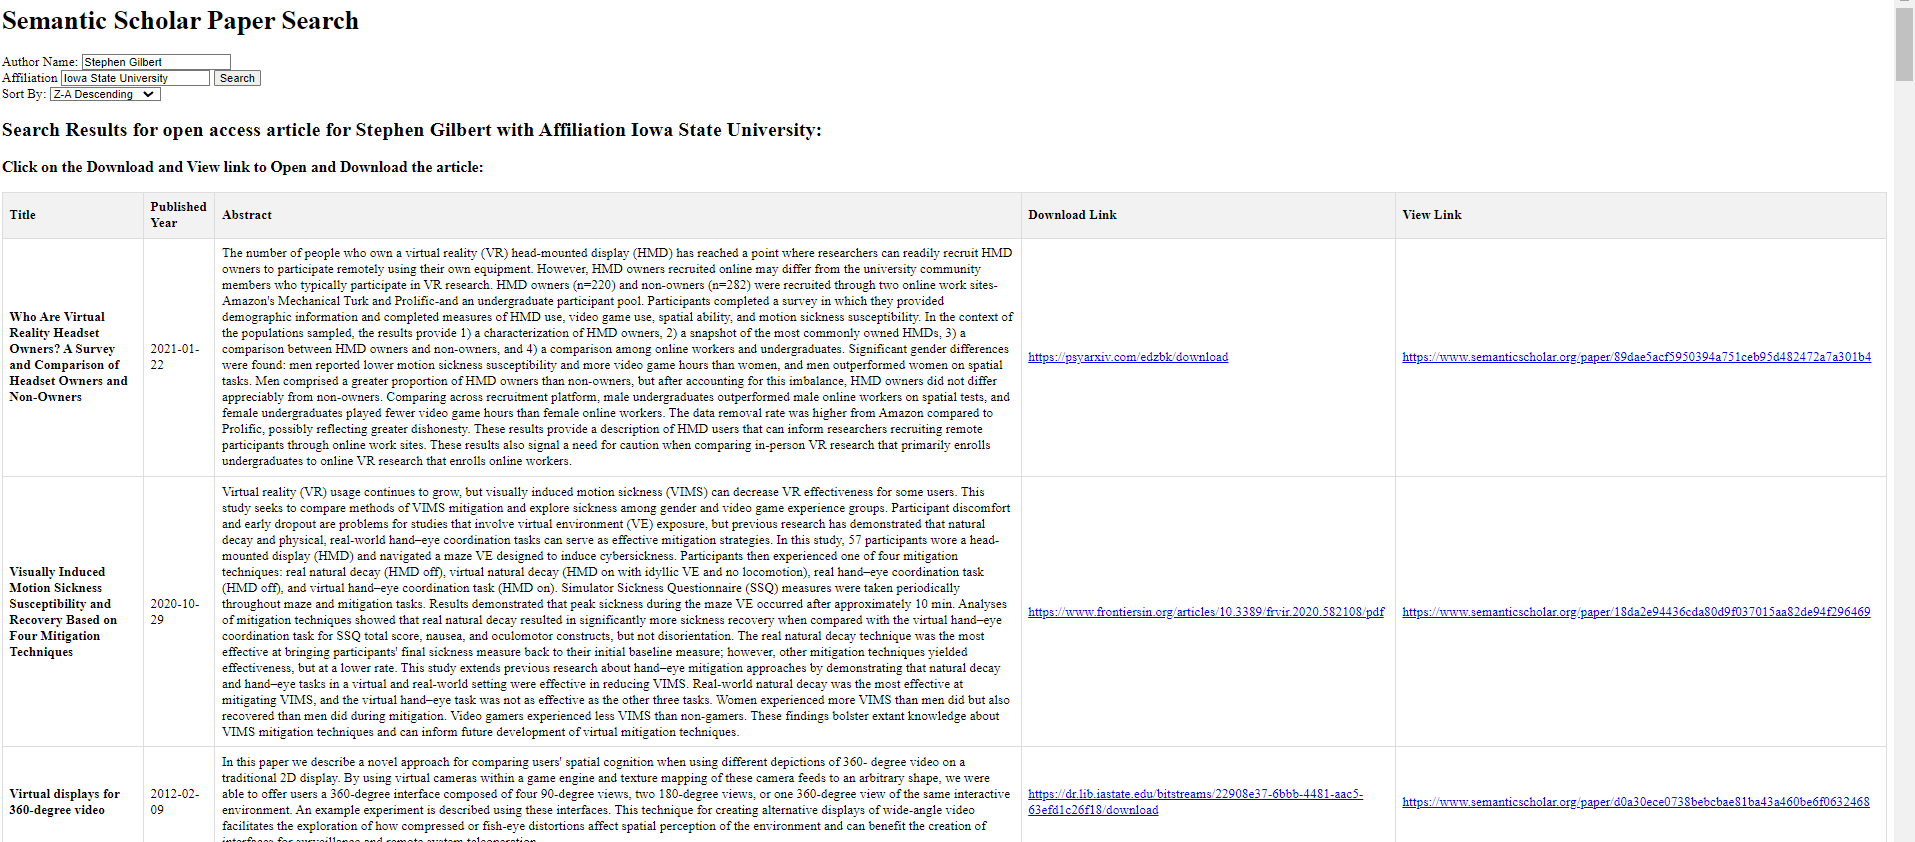 Semantic Scholar Paper Search
Author Name: Stephen Gilbert
Affiliation Iowa State University Search
Sort By: Z-A Descending
Search Results for open access article for Stephen Gilbert with Affiliation Iowa State University:
Click on the Download and View link to Open and Download the article:
Title
Published
Year
Abstract
Download Link
View Link
Who Are Virtual
Reality Headset
Owners? A Survey
and Comparison of
Headset Owners and
Non-Owners
2021-01-
22
The number of people who own a virtual reality (VR) head-mounted display (HMD) has reached a point where researchers can readily recruit HMD
owners to participate remotely using their own equipment. However, HMD owners recruited online may differ from the university community
members who typically participate in VR research. HMD owners (n=220) and non-owners (n=282) were recruited through two online work sites-
Amazon's Mechanical Turk and Prolific-and an undergraduate participant pool. Participants completed a survey in which they provided
demographic information and completed measures of HMD use, video game use, spatial ability, and motion sickness susceptibility. In the context of
the populations sampled, the results provide 1) a characterization of HMD owners, 2) a snapshot of the most commonly owned HMDs, 3) a
comparison between HMD owners and non-owners, and 4) a comparison among online workers and undergraduates. Significant gender differences
were found: men reported lower motion sickness susceptibility and more video game hours than women, and men outperformed women on spatial
tasks. Men comprised a greater proportion of HMD owners than non-owners, but after accounting for this imbalance, HMD owners did not differ
appreciably from non-owners. Comparing across recruitment platform, male undergraduates outperformed male online workers on spatial tests, and
female undergraduates played fewer video game hours than female online workers. The data removal rate was higher from Amazon compared to
Prolific, possibly reflecting greater dishonesty. These results provide a description of HMD users that can inform researchers recruiting remote
participants through online work sites. These results also signal a need for caution when comparing in-person VR research that primarily enrolls
undergraduates to online VR research that enrolls online workers.
https://psyarxiv.com/edzbk/download
https://www.semanticscholar.org/paper/89dae5acf5950394a751ceb95d482472a7a301b4
Visually Induced
Motion Sickness
Susceptibility and
Recovery Based on
Four Mitigation
Techniques
2020-10-
29
Virtual reality (VR) usage continues to grow, but visually induced motion sickness (VIMS) can decrease VR effectiveness for some users. This
study seeks to compare methods of VIMS mitigation and explore sickness among gender and video game experience groups. Participant discomfort
and early dropout are problems for studies that involve virtual environment (VE) exposure, but previous research has demonstrated that natural
decay and physical, real-world hand–eye coordination tasks can serve as effective mitigation strategies. In this study, 57 participants wore a head-
mounted display (HMD) and navigated a maze VE designed to induce cybersickness. Participants then experienced one of four mitigation
techniques: real natural decay (HMD off), virtual natural decay (HMD on with idyllic VE and no locomotion), real hand–eye coordination task
(HMD off), and virtual hand–eye coordination task (HMD on). Simulator Sickness Questionnaire (SSQ) measures were taken periodically
throughout maze and mitigation tasks. Results demonstrated that peak sickness during the maze VE occurred after approximately 10 min. Analyses
of mitigation techniques showed that real natural decay resulted in significantly more sickness recovery when compared with the virtual hand–eye
coordination task for SSQ total score, nausea, and oculomotor constructs, but not disorientation. The real natural decay technique was the most
effective at bringing participants' final sickness measure back to their initial baseline measure; however, other mitigation techniques yielded
effectiveness, but at a lower rate. This study extends previous research about hand–eye mitigation approaches by demonstrating that natural decay
and hand–eye tasks in a virtual and real-world setting were effective in reducing VIMS. Real-world natural decay was the most effective at
mitigating VIMS, and the virtual hand–eye task was not as effective as the other three tasks. Women experienced more VIMS than men did but also
recovered than men did during mitigation. Video gamers experienced less VIMS than non-gamers. These findings bolster extant knowledge about
VIMS mitigation techniques and can inform future development of virtual mitigation techniques.
https://www.frontiersin.org/articles/10.3389/frvir.2020.582108/pdf
https://www.semanticscholar.org/paper/18da2e94436cda80d9f037015aa82de94f296469
Virtual displays for
360-degree video
2012-02-
09
In this paper we describe a novel approach for comparing users' spatial cognition when using different depictions of 360- degree video on a
traditional 2D display. By using virtual cameras within a game engine and texture mapping of these camera feeds to an arbitrary shape, we were
able to offer users a 360-degree interface composed of four 90-degree views, two 180-degree views, or one 360-degree view of the same interactive
environment. An example experiment is described using these interfaces. This technique for creating alternative displays of wide-angle video
facilitates the exploration of how compressed or fish-eye distortions affect spatial perception of the environment and can benefit the creation of
interfaces for surveillance and remote system teleoperation.
https://dr.lib.iastate.edu/bitstreams/22908e37-6bbb-4481-aac5-
63efd1c26f18/download
https://www.semanticscholar.org/paper/d0a30ece0738bebcbae81ba43a460be6f0632468